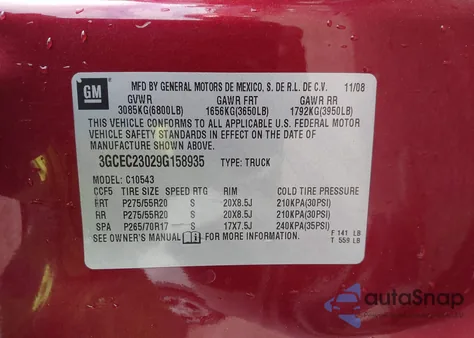 GM
MFD BY GENERAL MOTORS DE MEXICO, S. DE R.L. DE C.V. 11/08
GVWR GAWR FRT GAWR RR
3085KG(6800LB) 1656KG(3650LB) 1792KG(3950LB)
THIS VEHICLE CONFORMS TO ALL APPLICABLE U.S. FEDERAL MOTOR
VEHICLE SAFETY STANDARDS IN EFFECT ON THE DATE OF
MANUFACTURE SHOWN ABOVE.
3GCEC23029G158935 TYPE: TRUCK
MODEL: C10543
CCF5 TIRE SIZE SPEED RTG RIM COLD TIRE PRESSURE
FRT P275/55R20 S 20X8.5J 210KPA(30PSI)
RR P275/55R20 S 20X8.5J 210KPA(30PSI)
SPA P265/70R17 S 17X7.5J 240KPA(35PSI)
SEE OWNER'S MANUAL FOR ADDITIONAL INFORMATION
F 141 LB
T 559 LB
autoSnap